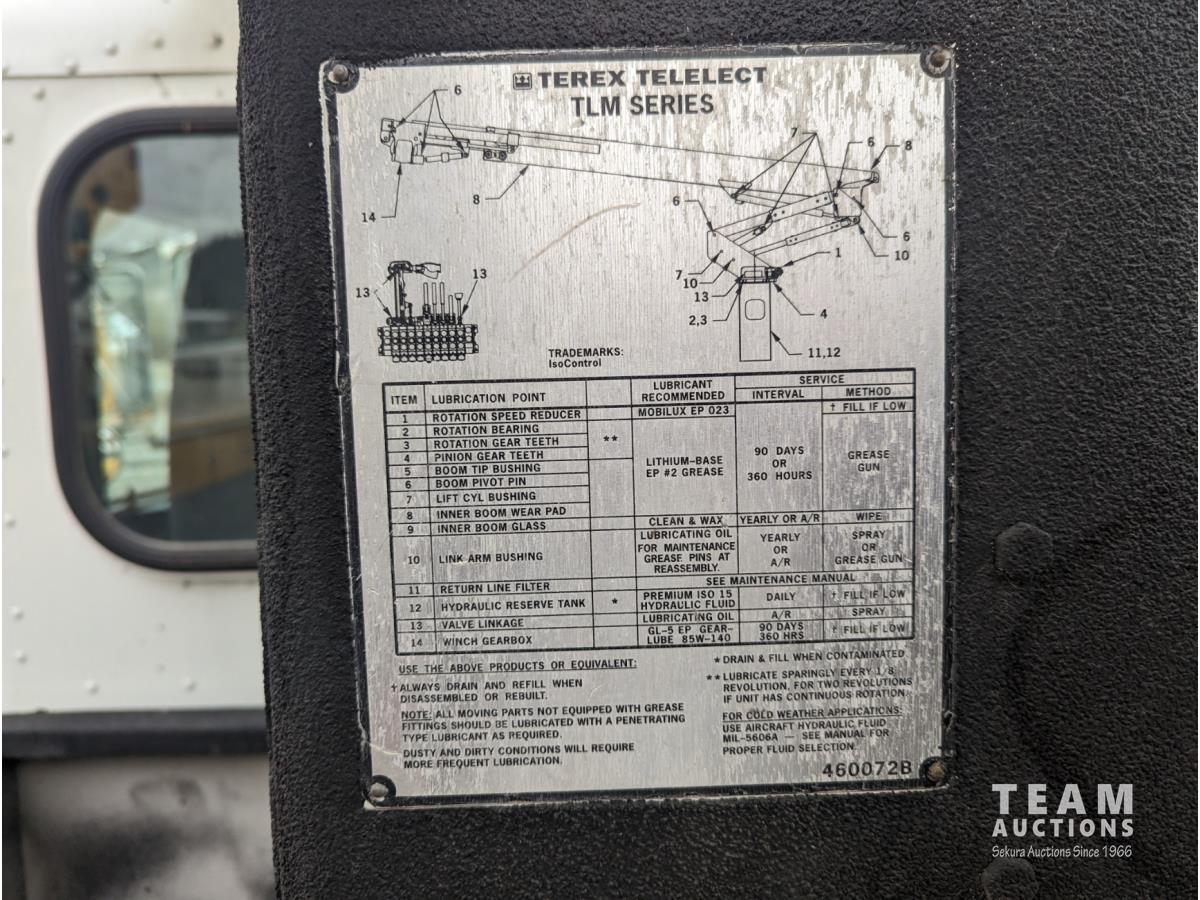 TEREX TELELECT
TLM SERIES
6
14
8
7
6
8
6
6
10
7
10
1
13
2,3
4
11,12
13
13
TRADEMARKS:
IsoControl
ITEM LUBRICATION POINT LUBRICANT RECOMMENDED SERVICE INTERVAL METHOD
1 ROTATION SPEED REDUCER MOBILUX EP 023 † FILL IF LOW
2 ROTATION BEARING
3 ROTATION GEAR TEETH **
4 PINION GEAR TEETH
5 BOOM TIP BUSHING
6 BOOM PIVOT PIN
7 LIFT CYL BUSHING
8 INNER BOOM WEAR PAD
LITHIUM-BASE
EP #2 GREASE
90 DAYS
OR
360 HOURS
GREASE
GUN
9 INNER BOOM GLASS CLEAN & WAX YEARLY OR A/R WIPE
10 LINK ARM BUSHING
LUBRICATING OIL
FOR MAINTENANCE
GREASE PINS AT
REASSEMBLY.
YEARLY
OR
A/R
SPRAY
OR
GREASE GUN
11 RETURN LINE FILTER SEE MAINTENANCE MANUAL
12 HYDRAULIC RESERVE TANK * PREMIUM ISO 15 HYDRAULIC FLUID DAILY † FILL IF LOW
13 VALVE LINKAGE LUBRICATING OIL A/R SPRAY
14 WINCH GEARBOX GL-5 EP GEAR- LUBE 85W-140 90 DAYS 360 HRS † FILL IF LOW
USE THE ABOVE PRODUCTS OR EQUIVALENT:
† ALWAYS DRAIN AND REFILL WHEN
DISASSEMBLED OR REBUILT.
NOTE: ALL MOVING PARTS NOT EQUIPPED WITH GREASE
FITTINGS SHOULD BE LUBRICATED WITH A PENETRATING
TYPE LUBRICANT AS REQUIRED.
DUSTY AND DIRTY CONDITIONS WILL REQUIRE
MORE FREQUENT LUBRICATION.
* DRAIN & FILL WHEN CONTAMINATED
** LUBRICATE SPARINGLY EVERY 1/8
REVOLUTION, FOR TWO REVOLUTIONS
IF UNIT HAS CONTINUOUS ROTATION.
FOR COLD WEATHER APPLICATIONS:
USE AIRCRAFT HYDRAULIC FLUID
MIL-5606A — SEE MANUAL FOR
PROPER FLUID SELECTION.
460072B
TEAM
AUCTIONS
Sekura Auctions Since 1966